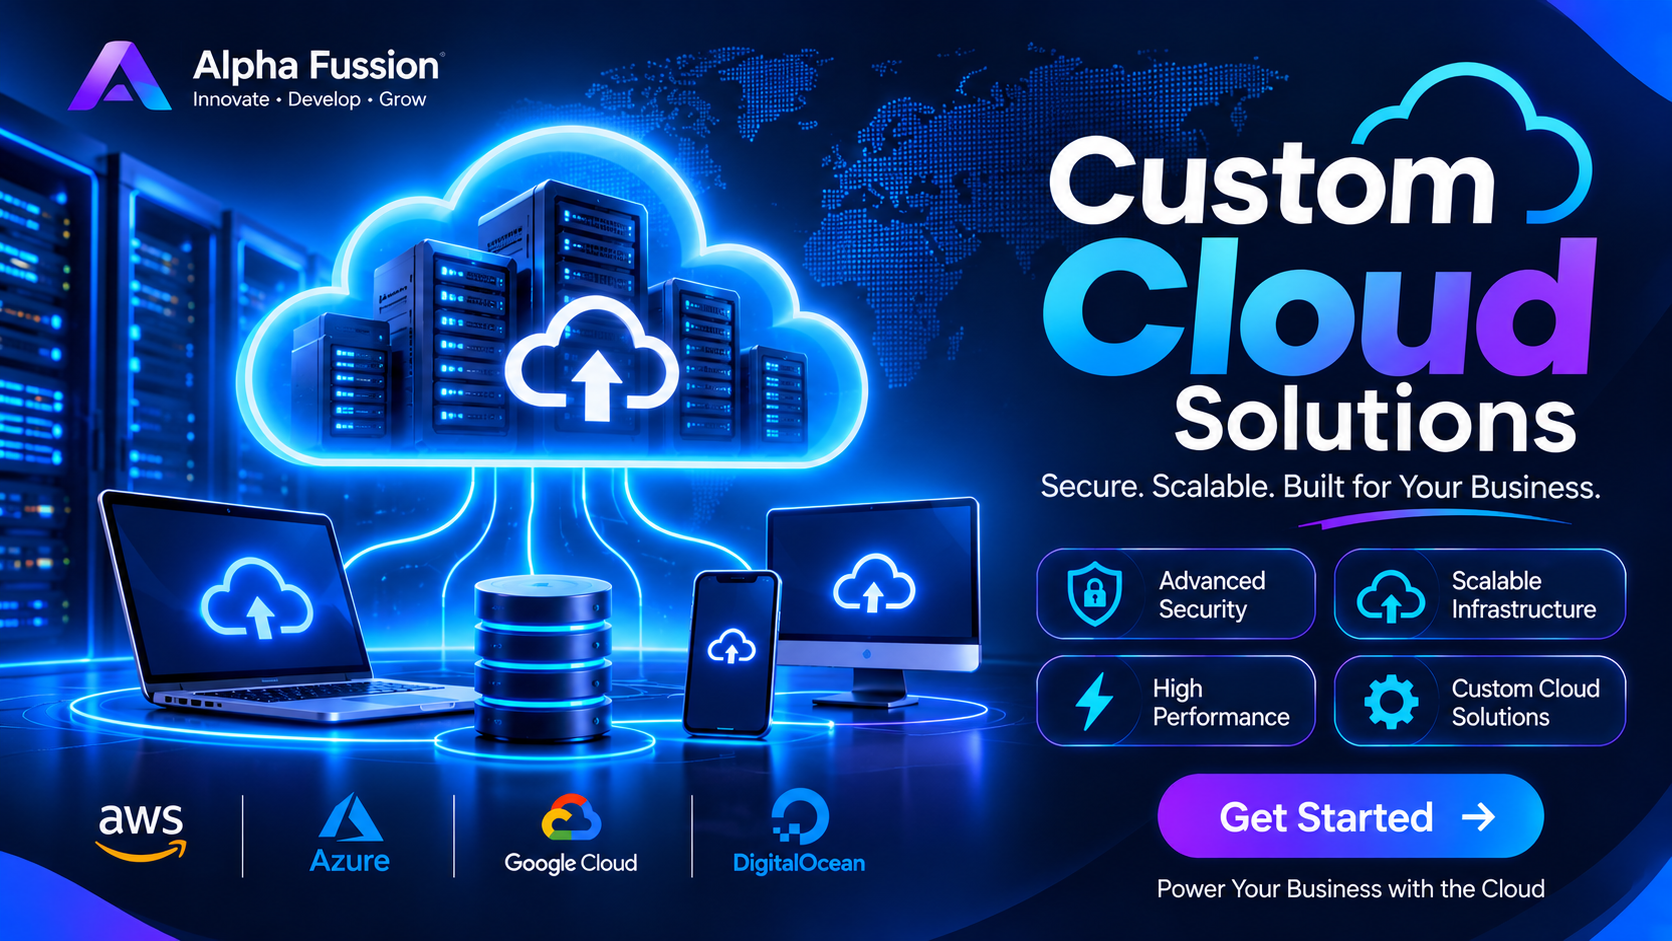 Alpha Fussion
Innovate • Develop • Grow
Custom
Cloud
Solutions
Secure. Scalable. Built for Your Business.
Advanced
Security
Scalable
Infrastructure
High
Performance
Custom Cloud
Solutions
Get Started →
Power Your Business with the Cloud
aws
Azure
Google Cloud
DigitalOcean